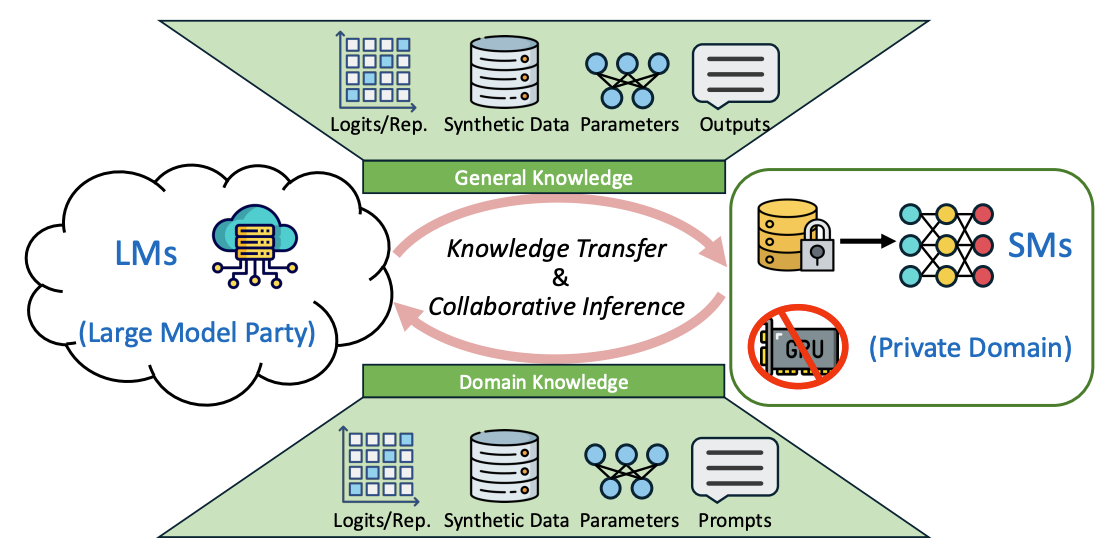 Logits/Rep.
Synthetic Data
Parameters
Outputs
General Knowledge
LMs
(Large Model Party)
Knowledge Transfer
&
Collaborative Inference
SMs
GPU
(Private Domain)
Domain Knowledge
Logits/Rep.
Synthetic Data
Parameters
Prompts